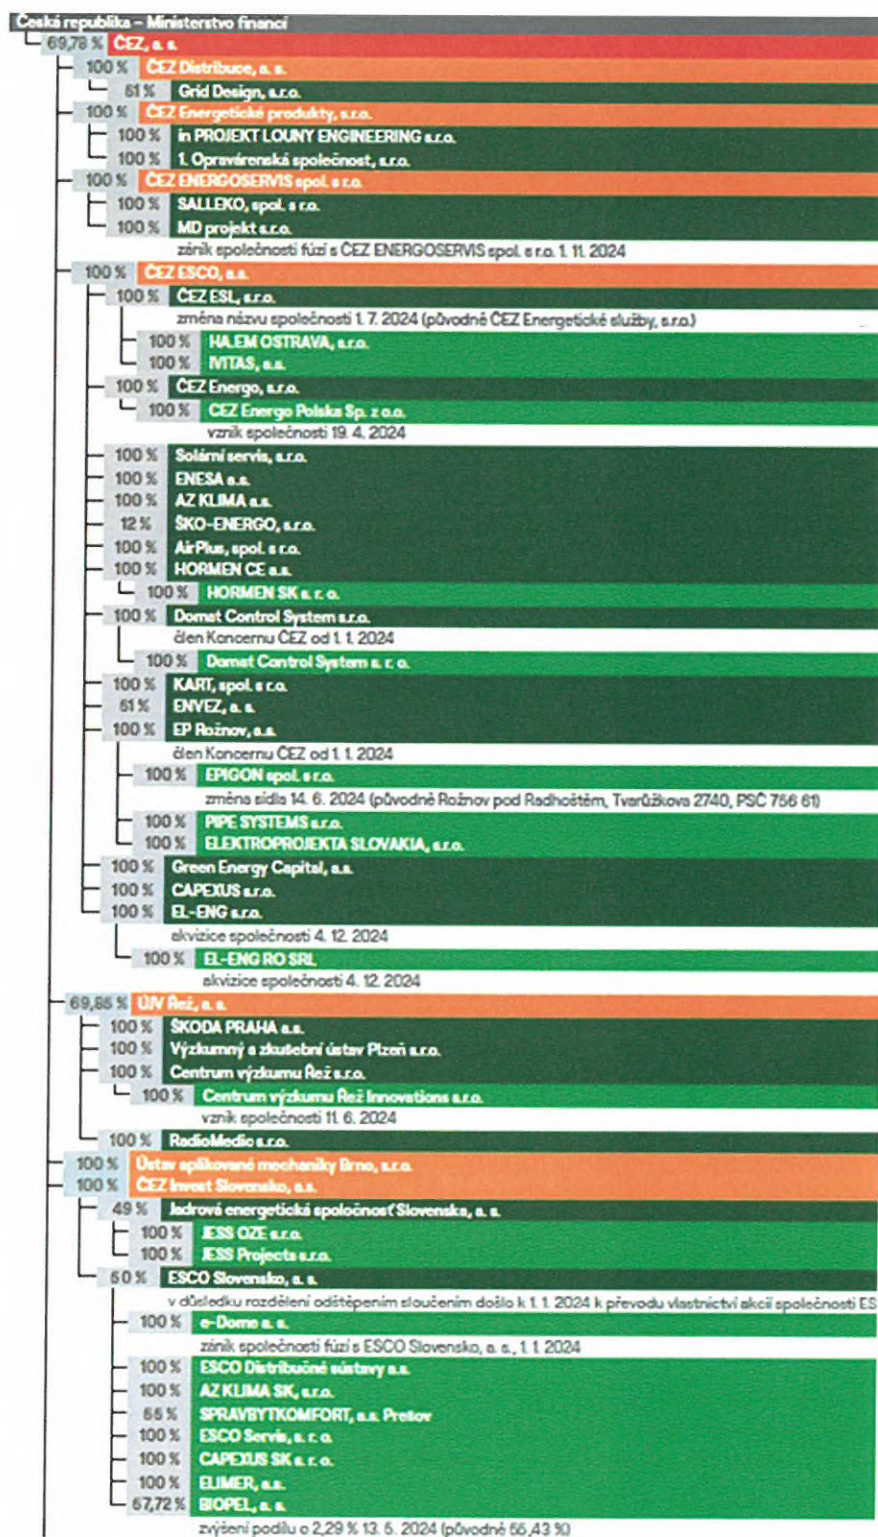 Česká republika – Ministerstvo financí
69,78 % ČEZ, a. s.
100 % ČEZ Distribuce, a. s.
51 % Grid Design, s.r.o.
100 % ČEZ Energetické produkty, s.r.o.
100 % in PROJEKT LOUNY ENGINEERING s.r.o.
100 % 1. Opravárenská společnost, s.r.o.
100 % ČEZ ENERGOSERVIS spol. s r.o.
100 % SALLEKO, spol. s r.o.
100 % MD projekt s.r.o.
zánik společnosti fúzí s ČEZ ENERGOSERVIS spol. s r.o. 1. 11. 2024
100 % ČEZ ESCO, a.s.
100 % ČEZ ESL, s.r.o.
změna názvu společnosti 1. 7. 2024 (původně ČEZ Energetické služby, s.r.o.)
100 % HA.EM OSTRAVA, s.r.o.
100 % IVITAS, a.s.
100 % ČEZ Energo, s.r.o.
100 % CEZ Energo Polska Sp. z o.o.
vznik společnosti 19. 4. 2024
100 % Solární servis, s.r.o.
100 % ENESA a.s.
100 % AZ KLIMA a.s.
12 % ŠKO-ENERGO, s.r.o.
100 % AirPlus, spol. s r.o.
100 % HORMEN CE a.s.
100 % HORMEN SK s. r. o.
100 % Domat Control System s.r.o.
člen Koncernu ČEZ od 1. 1. 2024
100 % Domat Control System s. r. o.
100 % KART, spol. s r.o.
51 % ENVEZ, a. s.
100 % EP Rožnov, a.s.
člen Koncernu ČEZ od 1. 1. 2024
100 % EPIGON spol. s r.o.
změna sídla 14. 6. 2024 (původně Rožnov pod Radhoštěm, Tvarůžkova 2740, PSČ 756 61)
100 % PIPE SYSTEMS s.r.o.
100 % ELEKTROPROJEKTA SLOVAKIA, s.r.o.
100 % Green Energy Capital, a.s.
100 % CAPEXUS s.r.o.
100 % EL-ENG s.r.o.
akvizice společnosti 4. 12. 2024
100 % EL-ENG RO SRL
akvizice společnosti 4. 12. 2024
69,85 % ÚJV Řež, a. s.
100 % ŠKODA PRAHA a.s.
100 % Výzkumný a zkušební ústav Plzeň s.r.o.
100 % Centrum výzkumu Řež s.r.o.
100 % Centrum výzkumu Řež Innovations s.r.o.
vznik společnosti 11. 6. 2024
100 % RadioMedic s.r.o.
100 % Ústav aplikované mechaniky Brno, s.r.o.
100 % ČEZ Invest Slovensko, a.s.
49 % Jadrová energetická spoločnosť Slovenska, a. s.
100 % JESS OZE s.r.o.
100 % JESS Projects s.r.o.
50 % ESCO Slovensko, a. s.
v důsledku rozdělení odštěpením sloučením došlo k 1. 1. 2024 k převodu vlastnictví akcií společnosti ES
100 % e-Dome a. s.
zánik společnosti fúzí s ESCO Slovensko, a. s., 1. 1. 2024
100 % ESCO Distribučné sústavy a.s.
100 % AZ KLIMA SK, s.r.o.
55 % SPRAVBYTKOMFORT, a.s. Prešov
100 % ESCO Servis, s. r. o.
100 % CAPEXUS SK s. r. o.
100 % ELIMER, a.s.
57,72 % BIOPEL, a. s.
zvýšení podílu o 2,29 % 13. 5. 2024 (původně 55,43 %)